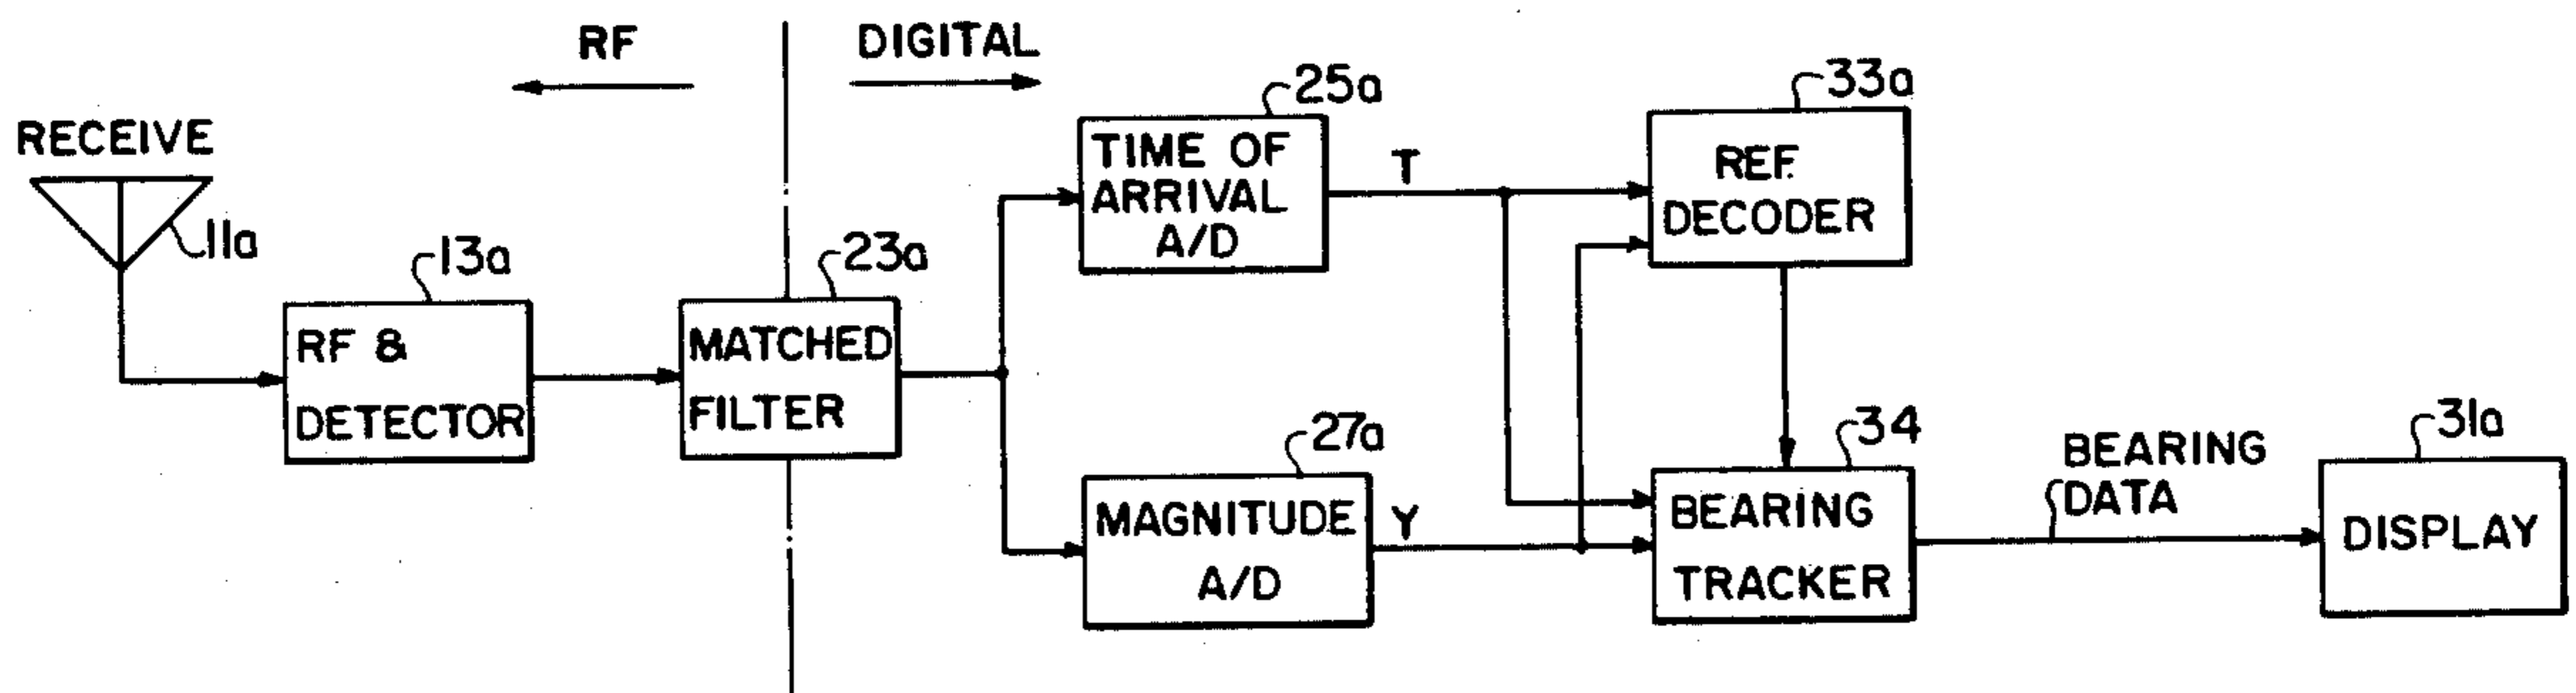 RF
DIGITAL
RECEIVE
11a
13a
RF &
DETECTOR
23a
MATCHED
FILTER
25a
TIME OF
ARRIVAL
A/D
T
33a
REF.
DECODER
27a
MAGNITUDE
A/D
Y
34
BEARING
TRACKER
BEARING
DATA
31a
DISPLAY